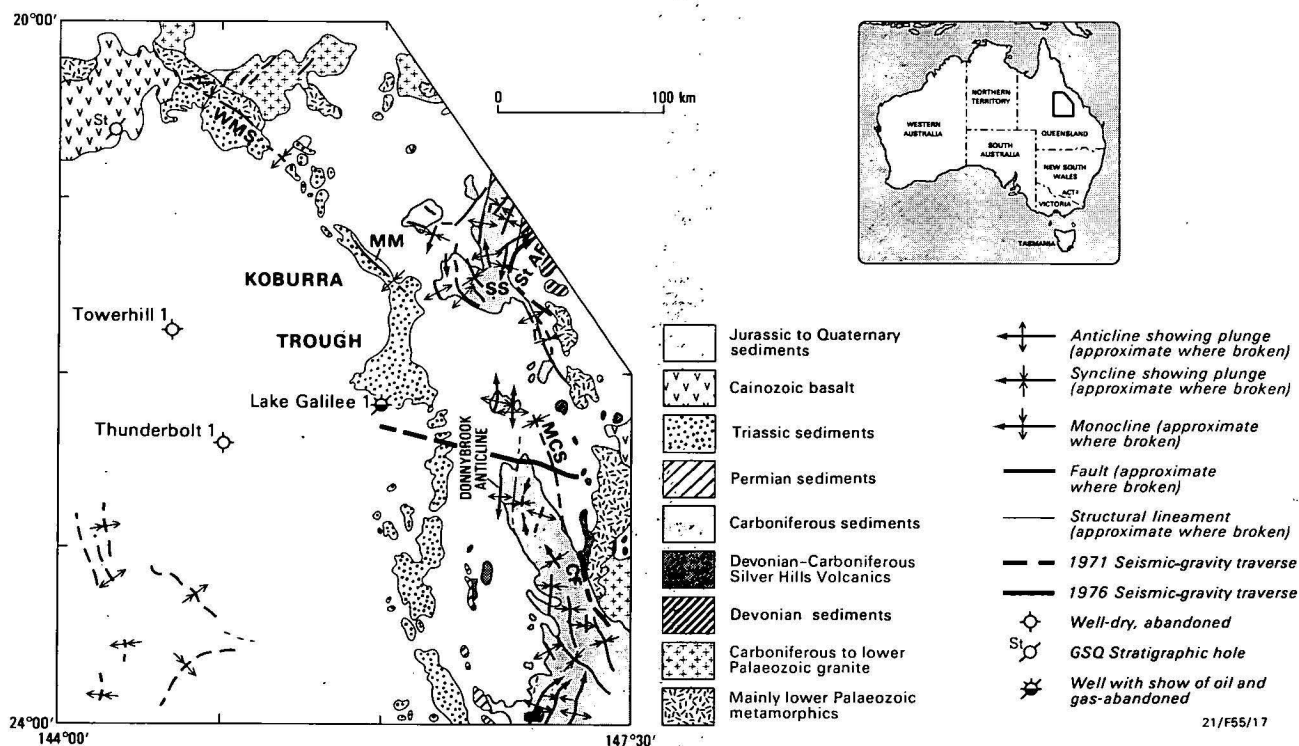 20°00'
St
WMS
0 100 km
MM
KOBURRA
TROUGH
SS
St AF
Towerhill 1
Lake Galilee 1
Thunderbolt 1
DONNYBROOK
ANTICLINE
MCS
CF
24°00'
144°00'
147°30'
NORTHERN
TERRITORY
WESTERN
AUSTRALIA
QUEENSLAND
SOUTH
AUSTRALIA
NEW SOUTH
WALES
ACT
VICTORIA
TASMANIA
Jurassic to Quaternary
sediments
Cainozoic basalt
Triassic sediments
Permian sediments
Carboniferous sediments
Devonian–Carboniferous
Silver Hills Volcanics
Devonian sediments
Carboniferous to lower
Palaeozoic granite
Mainly lower Palaeozoic
metamorphics
Anticline showing plunge
(approximate where broken)
Syncline showing plunge
(approximate where broken)
Monocline (approximate
where broken)
Fault (approximate
where broken)
Structural lineament
(approximate where broken)
1971 Seismic-gravity traverse
1976 Seismic-gravity traverse
Well-dry, abandoned
St
GSQ Stratigraphic hole
Well with show of oil and
gas-abandoned
21/F55/17